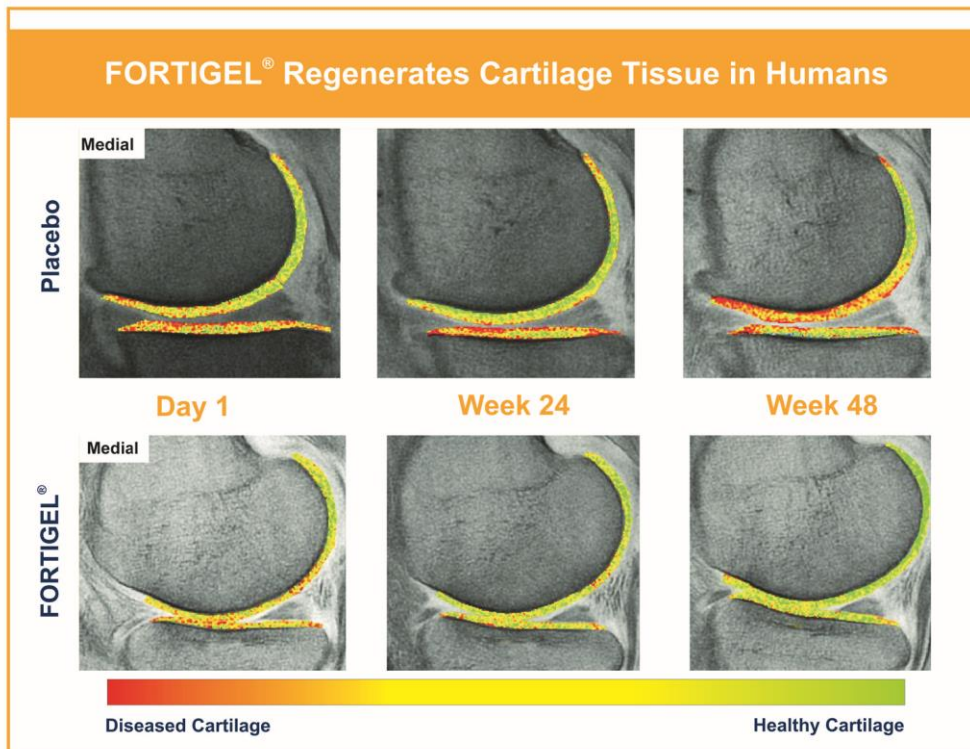 FORTIGEL® Regenerates Cartilage Tissue in Humans
Medial
Placebo
Day 1
Week 24
Week 48
Medial
FORTIGEL®
Diseased Cartilage
Healthy Cartilage